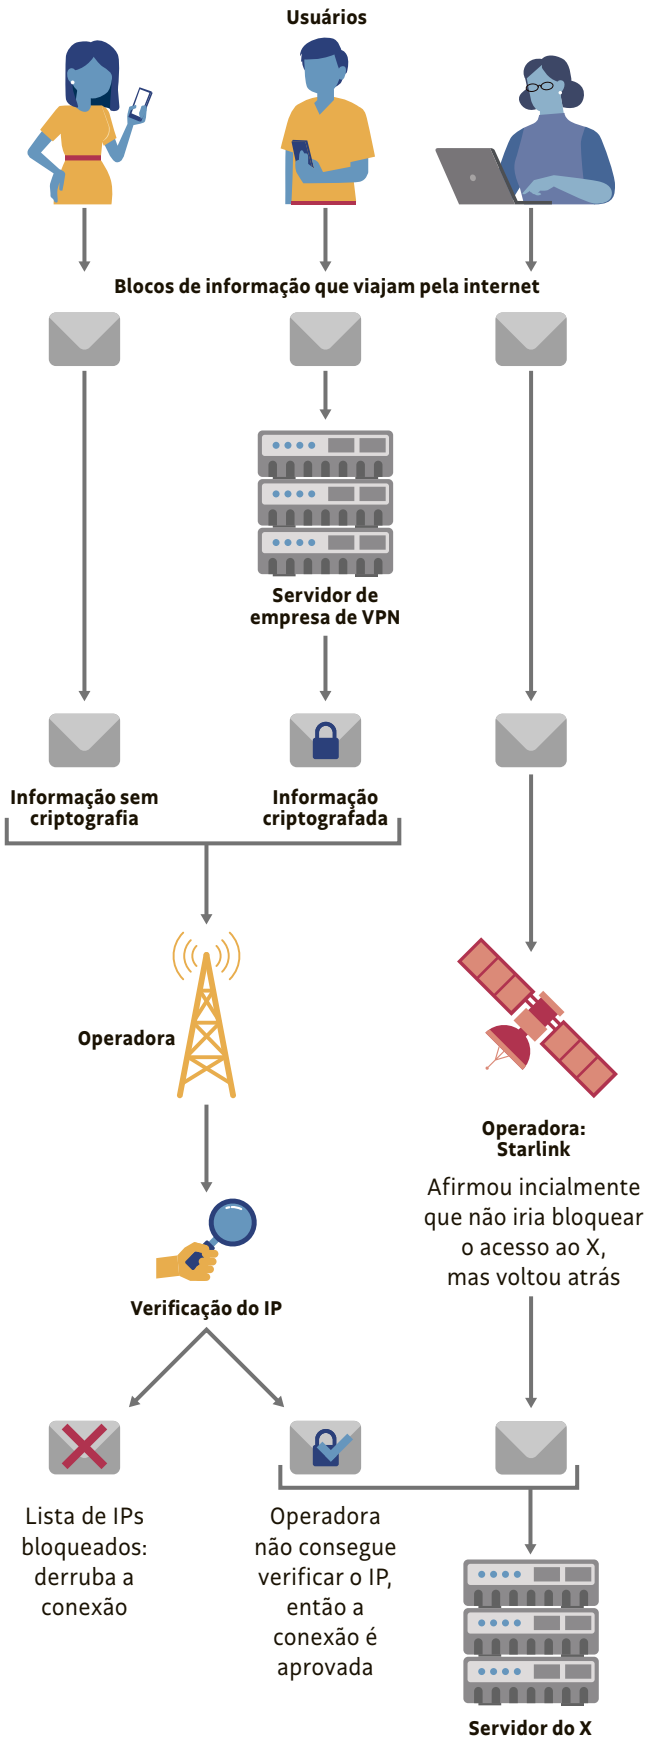 Usuários
Blocos de informação que viajam pela internet
Servidor de
empresa de VPN
Informação sem
criptografia
Informação
criptografada
Operadora
Operadora:
Starlink
Afirmou incialmente
que não iria bloquear
o acesso ao X,
mas voltou atrás
Verificação do IP
Lista de IPs
bloqueados:
derruba a
conexão
Operadora
não consegue
verificar o IP,
então a
conexão é
aprovada
Servidor do X